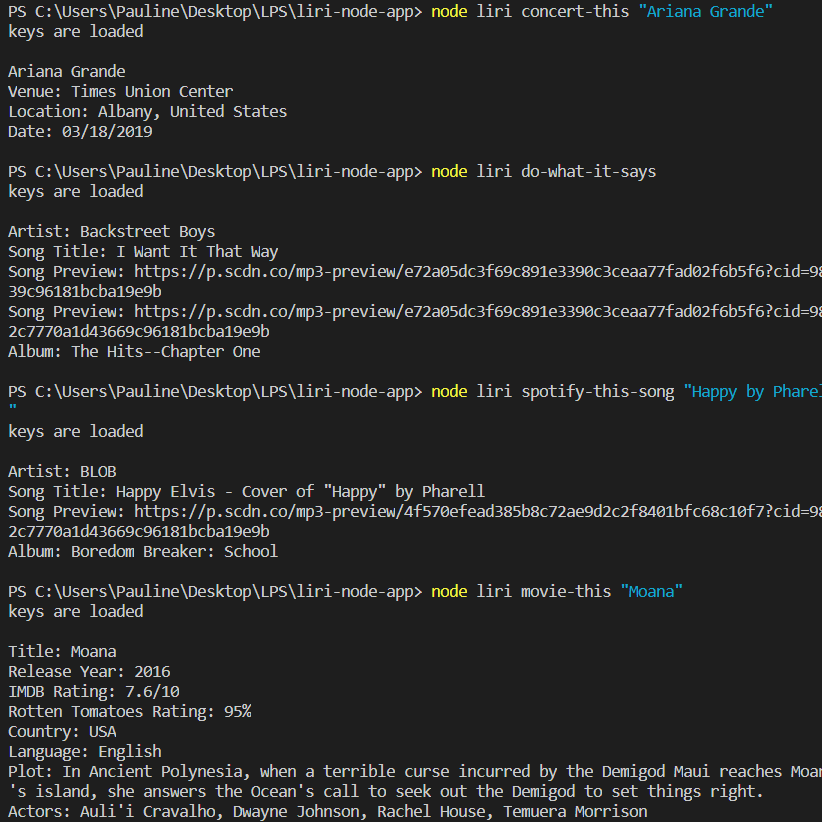 PS C:\Users\Pauline\Desktop\LPS\liri-node-app> node liri concert-this "Ariana Grande"
keys are loaded
Ariana Grande
Venue: Times Union Center
Location: Albany, United States
Date: 03/18/2019
PS C:\Users\Pauline\Desktop\LPS\liri-node-app> node liri do-what-it-says
keys are loaded
Artist: Backstreet Boys
Song Title: I Want It That Way
Song Preview: https://p.scdn.co/mp3-preview/e72a05dc3f69c891e3390c3ceaa77fad02f6b5f6?cid=98
39c96181bcba19e9b
Song Preview: https://p.scdn.co/mp3-preview/e72a05dc3f69c891e3390c3ceaa77fad02f6b5f6?cid=98
2c7770a1d43669c96181bcba19e9b
Album: The Hits--Chapter One
PS C:\Users\Pauline\Desktop\LPS\liri-node-app> node liri spotify-this-song "Happy by Pharel
"
keys are loaded
Artist: BLOB
Song Title: Happy Elvis - Cover of "Happy" by Pharell
Song Preview: https://p.scdn.co/mp3-preview/4f570efead385b8c72ae9d2c2f8401bfc68c10f7?cid=98
2c7770a1d43669c96181bcba19e9b
Album: Boredom Breaker: School
PS C:\Users\Pauline\Desktop\LPS\liri-node-app> node liri movie-this "Moana"
keys are loaded
Title: Moana
Release Year: 2016
IMDB Rating: 7.6/10
Rotten Tomatoes Rating: 95%
Country: USA
Language: English
Plot: In Ancient Polynesia, when a terrible curse incurred by the Demigod Maui reaches Moan
's island, she answers the Ocean's call to seek out the Demigod to set things right.
Actors: Auli'i Cravalho, Dwayne Johnson, Rachel House, Temuera Morrison